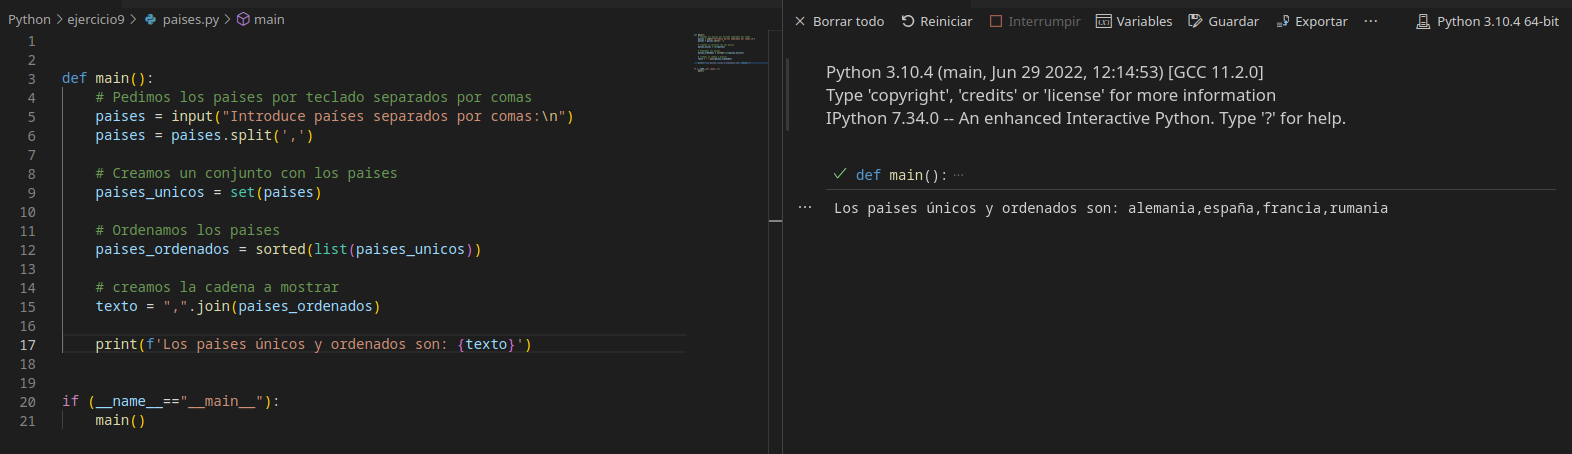 Python > ejercicio9 > paises.py > main
1
2
3 def main():
4 # Pedimos los paises por teclado separados por comas
5 paises = input("Introduce países separados por comas:\n")
6 paises = paises.split(',')
7
8 # Creamos un conjunto con los paises
9 paises_unicos = set(paises)
10
11 # Ordenamos los paises
12 paises_ordenados = sorted(list(paises_unicos))
13
14 # creamos la cadena a mostrar
15 texto = ",".join(paises_ordenados)
16
17 print(f'Los paises únicos y ordenados son: {texto}')
18
19
20 if (__name__=="__main__"):
21 main()
Borrar todo Reiniciar Interrumpir Variables Guardar Exportar ··· Python 3.10.4 64-bit
Python 3.10.4 (main, Jun 29 2022, 12:14:53) [GCC 11.2.0]
Type 'copyright', 'credits' or 'license' for more information
IPython 7.34.0 -- An enhanced Interactive Python. Type '?' for help.
def main(): ···
··· Los paises únicos y ordenados son: alemania,españa,francia,rumania